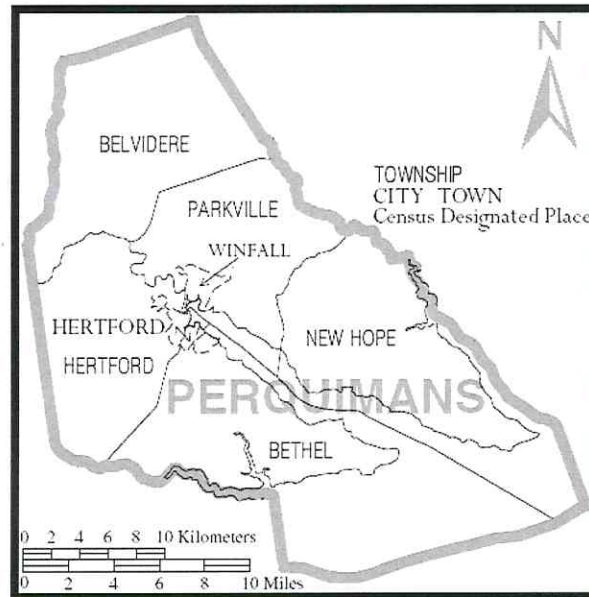 N
BELVIDERE
TOWNSHIP
CITY TOWN
Census Designated Place
PARKVILLE
WINFALL
HERTFORD
NEW HOPE
HERTFORD
PERQUIMANS
BETHEL
0 2 4 6 8 10 Kilometers
0 2 4 6 8 10 Miles